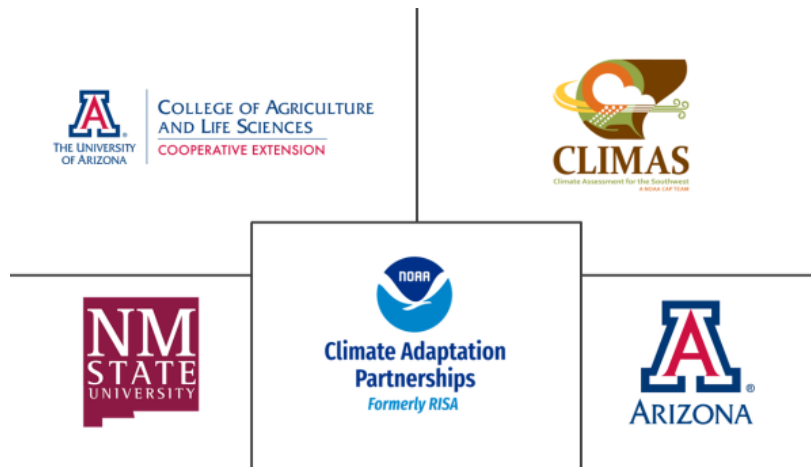 A
THE UNIVERSITY
OF ARIZONA
COLLEGE OF AGRICULTURE
AND LIFE SCIENCES
COOPERATIVE EXTENSION
CLIMAS
Climate Assessment for the Southwest
A NOAA CAP TEAM
NM
STATE
UNIVERSITY
NOAA
Climate Adaptation
Partnerships
Formerly RISA
A
ARIZONA